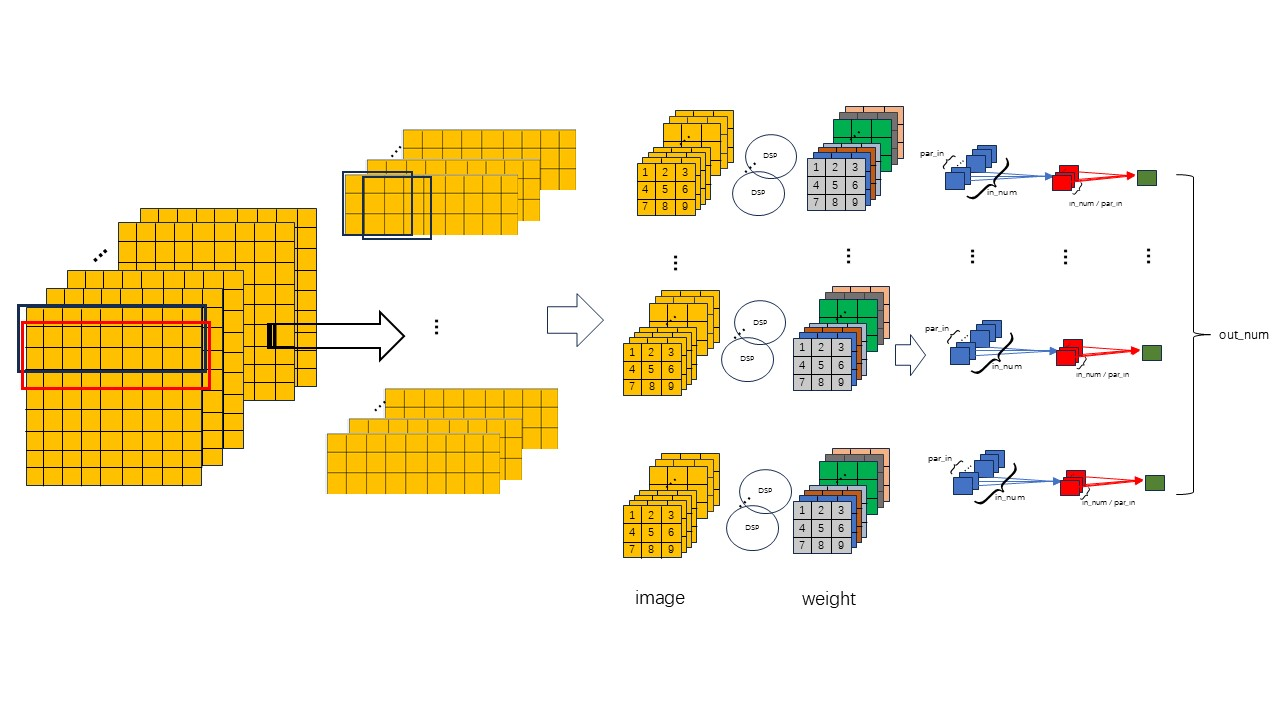 1 2 3
4 5 6
7 8 9
DSP
DSP
1 2 3
4 5 6
7 8 9
par_in
in_num
in_num / par_in
1 2 3
4 5 6
7 8 9
DSP
DSP
1 2 3
4 5 6
7 8 9
par_in
in_num
in_num / par_in
out_num
1 2 3
4 5 6
7 8 9
DSP
DSP
1 2 3
4 5 6
7 8 9
par_in
in_num
in_num / par_in
image
weight